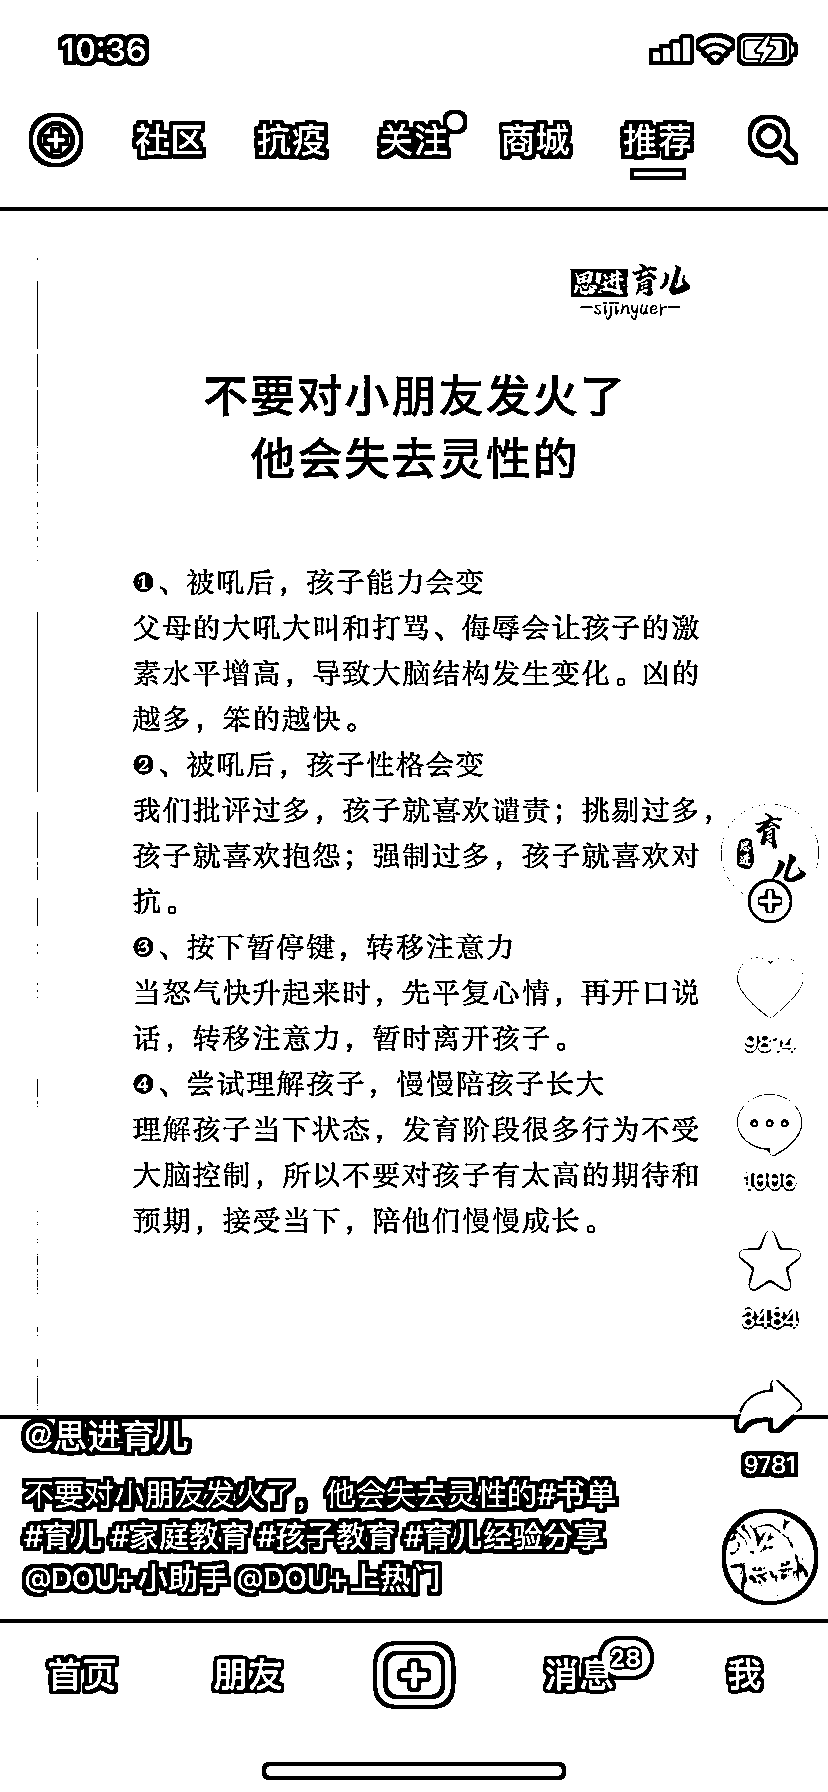 10:36
社区 抗疫 关注 商城 推荐
思进育儿
sijinyuer
不要对小朋友发火了
他会失去灵性的
❶、被吼后，孩子能力会变
父母的大吼大叫和打骂、侮辱会让孩子的激
素水平增高，导致大脑结构发生变化。凶的
越多，笨的越快。
❷、被吼后，孩子性格会变
我们批评过多，孩子就喜欢谴责；挑剔过多，
孩子就喜欢抱怨；强制过多，孩子就喜欢对
抗。
❸、按下暂停键，转移注意力
当怒气快升起来时，先平复心情，再开口说
话，转移注意力，暂时离开孩子。
❹、尝试理解孩子，慢慢陪孩子长大
理解孩子当下状态，发育阶段很多行为不受
大脑控制，所以不要对孩子有太高的期待和
预期，接受当下，陪他们慢慢成长。
思进育儿
9814
3484
9781
@思进育儿
不要对小朋友发火了，他会失去灵性的#书单
#育儿 #家庭教育 #孩子教育 #育儿经验分享
@DOU+小助手 @DOU+上热门
首页 朋友 消息 28 我